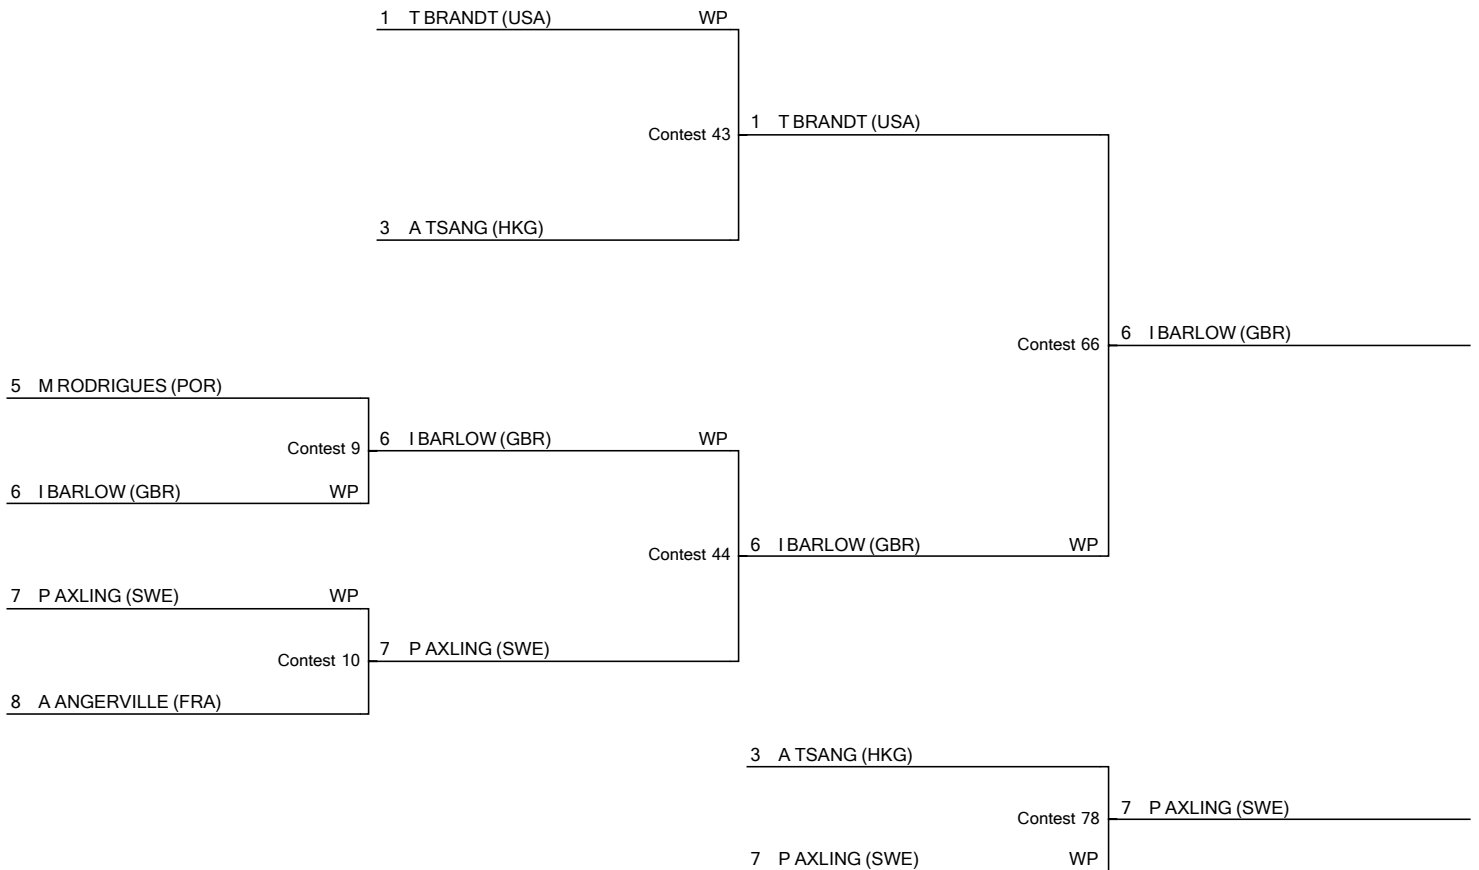 1 T BRANDT (USA) WP
Contest 43 1 T BRANDT (USA)
3 A TSANG (HKG)
Contest 66 6 I BARLOW (GBR)
5 M RODRIGUES (POR)
Contest 9 6 I BARLOW (GBR) WP
6 I BARLOW (GBR) WP
Contest 44 6 I BARLOW (GBR) WP
7 P AXLING (SWE) WP
Contest 10 7 P AXLING (SWE)
8 A ANGERVILLE (FRA)
3 A TSANG (HKG)
Contest 78 7 P AXLING (SWE)
7 P AXLING (SWE) WP